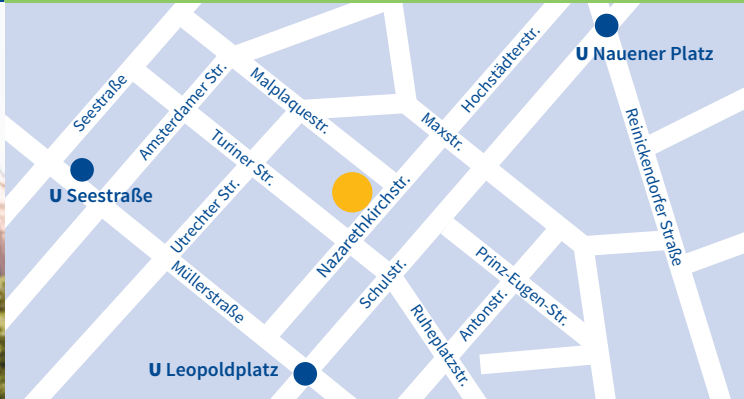 Hochstädterstr.
U Nauener Platz
Seestraße
Amsterdamer Str.
Malplaquestr.
Maxstr.
Reinickendorfer Straße
Turiner Str.
U Seestraße
Utrechter Str.
Nazarethkirchstr.
Müllerstraße
Schulstr.
Prinz-Eugen-Str.
Antonstr.
Ruheplatzstr.
U Leopoldplatz